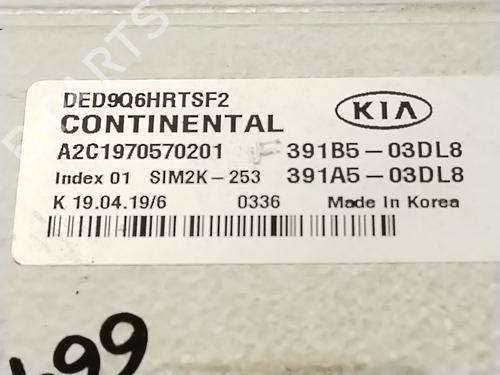 DED9Q6HRTSF2
KIA
CONTINENTAL
A2C1970570201 391B5-03DL8
Index 01 SIM2K-253 391A5-03DL8
K 19.04.19/6 0336 Made In Korea